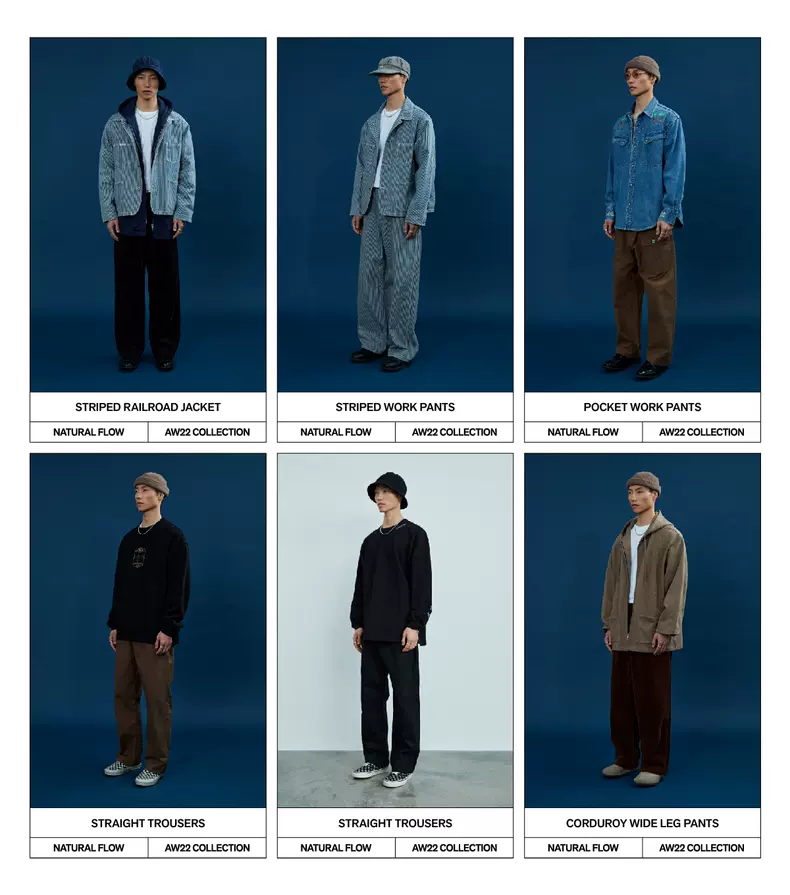 STRIPED RAILROAD JACKET
NATURAL FLOW
AW22 COLLECTION
STRIPED WORK PANTS
NATURAL FLOW
AW22 COLLECTION
POCKET WORK PANTS
NATURAL FLOW
AW22 COLLECTION
STRAIGHT TROUSERS
NATURAL FLOW
AW22 COLLECTION
STRAIGHT TROUSERS
NATURAL FLOW
AW22 COLLECTION
CORDUROY WIDE LEG PANTS
NATURAL FLOW
AW22 COLLECTION